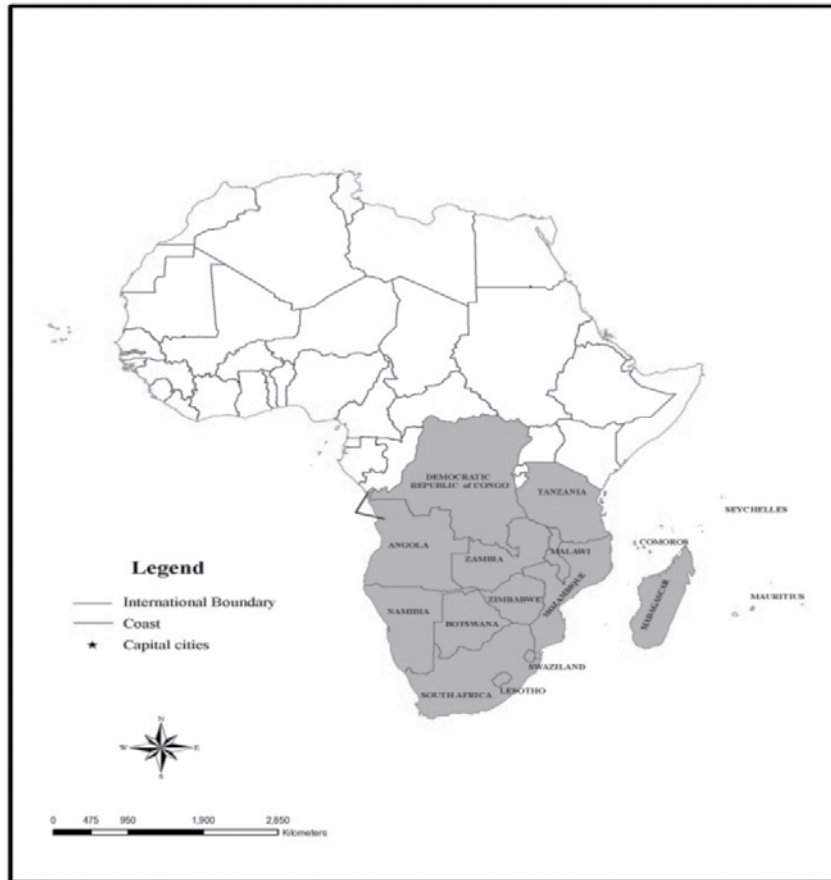 DEMOCRATIC
REPUBLIC of CONGO
TANZANIA
SEYCHELLES
ANGOLA
COMOROS
MALAWI
ZAMBIA
Legend
International Boundary
Coast
Capital cities
ZIMBABWE
MOZAMBIQUE
MADAGASCAR
MAURITIUS
NAMIBIA
BOTSWANA
SWAZILAND
SOUTH AFRICA
LESOTHO
N
W E
S
0 475 950 1,900 2,850
Kilometers